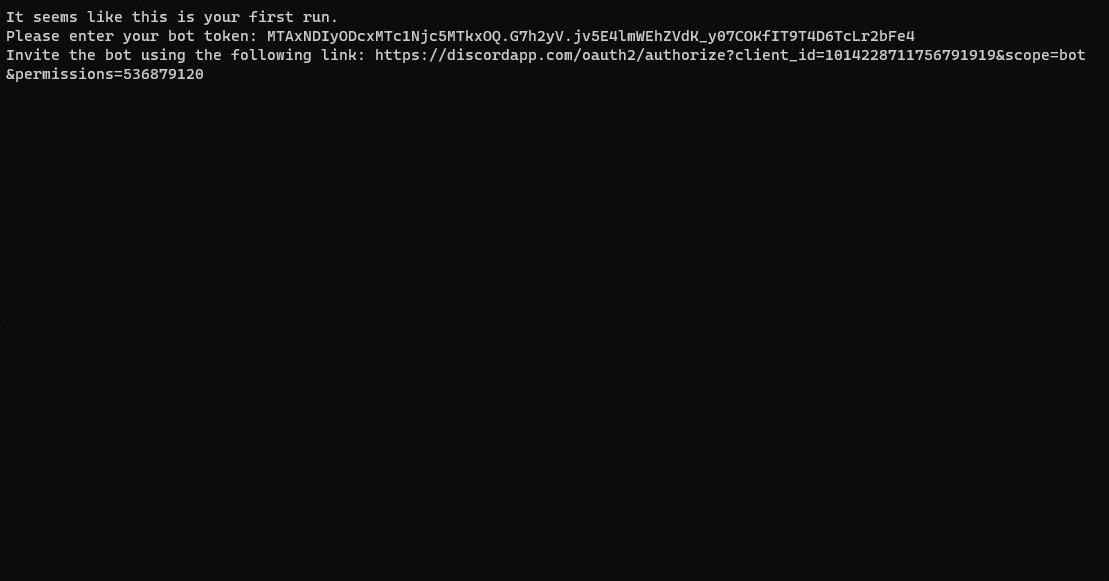 It seems like this is your first run.
Please enter your bot token: MTAxNDIyODcxMTc1Njc5MTkxOQ.G7h2yV.jv5E4lmWEhZVdK_y07COKfIT9T4D6TcLr2bFe4
Invite the bot using the following link: https://discordapp.com/oauth2/authorize?client_id=1014228711756791919&scope=bot
&permissions=536879120